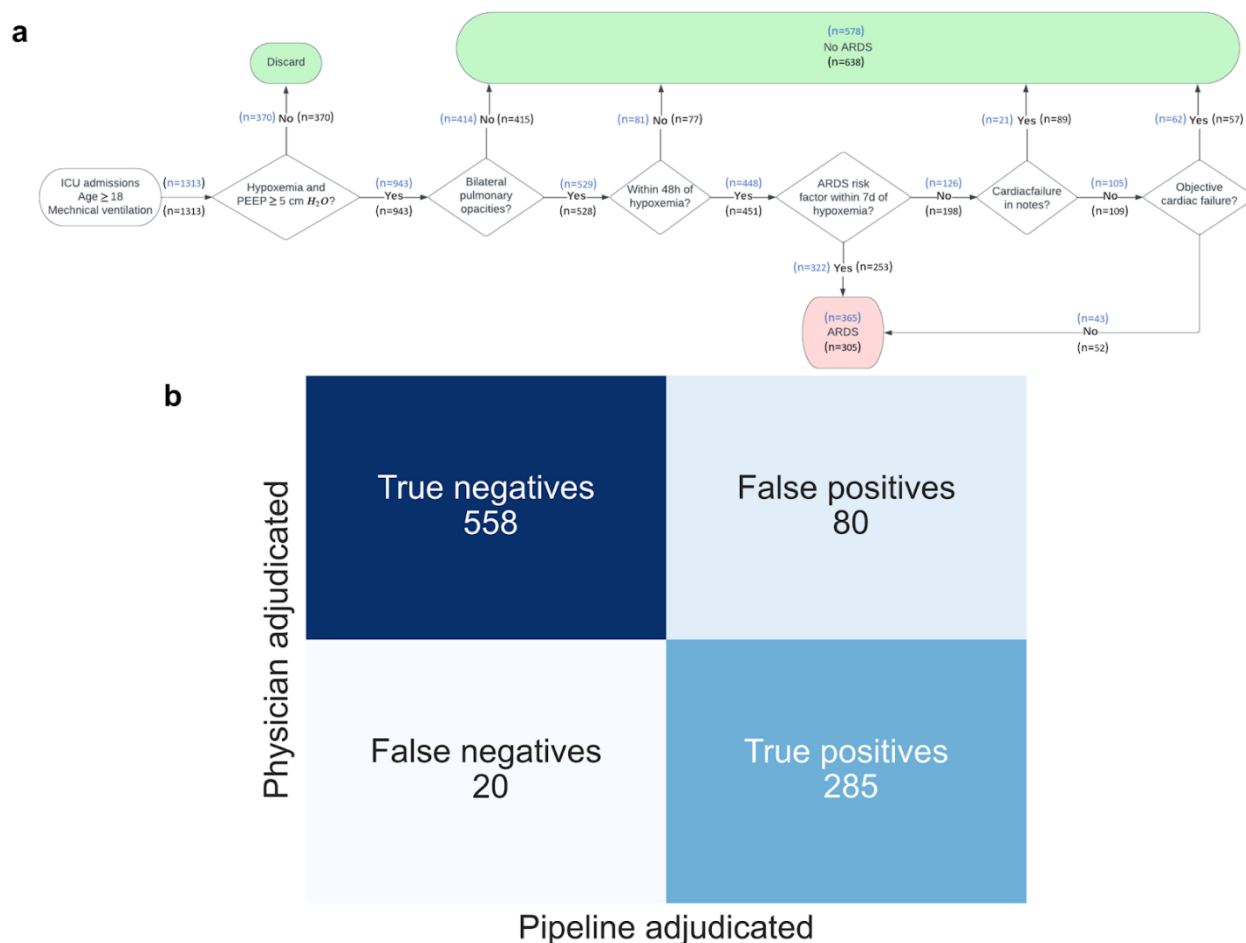 a
(n=578)
No ARDS
(n=638)
Discard
(n=370) No (n=370)
(n=414) No (n=415)
(n=81) No (n=77)
(n=21) Yes (n=89)
(n=62) Yes (n=57)
ICU admissions
Age ≥ 18
Mechnical ventilation
(n=1313)
(n=1313)
Hypoxemia and
PEEP ≥ 5 cm H₂O?
(n=943)
Yes
(n=943)
Bilateral
pulmonary
opacities?
(n=529)
Yes
(n=528)
Within 48h of
hypoxemia?
(n=448)
Yes
(n=451)
ARDS risk
factor within 7d of
hypoxemia?
(n=126)
No
(n=198)
Cardiacfailure
in notes?
(n=105)
No
(n=109)
Objective
cardiac failure?
(n=322) Yes (n=253)
(n=365)
ARDS
(n=305)
(n=43)
No
(n=52)
b
Physician adjudicated
True negatives
558
False positives
80
False negatives
20
True positives
285
Pipeline adjudicated